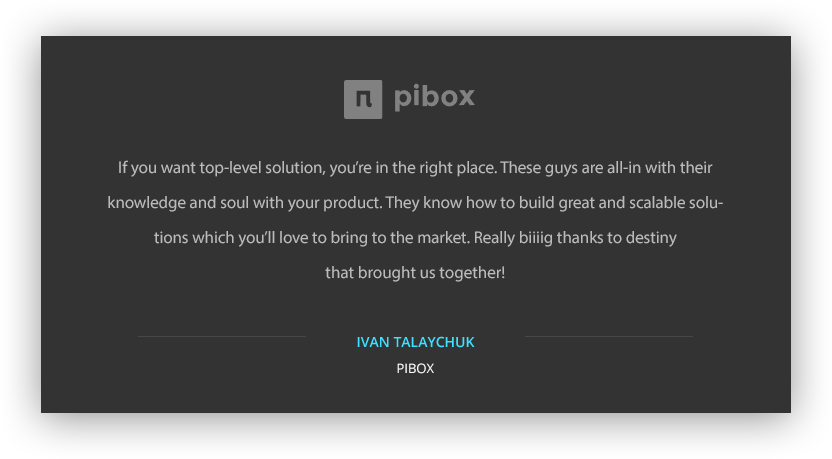 pibox
If you want top-level solution, you’re in the right place. These guys are all-in with their
knowledge and soul with your product. They know how to build great and scalable solu-
tions which you’ll love to bring to the market. Really biiiig thanks to destiny
that brought us together!
IVAN TALAYCHUK
PIBOX